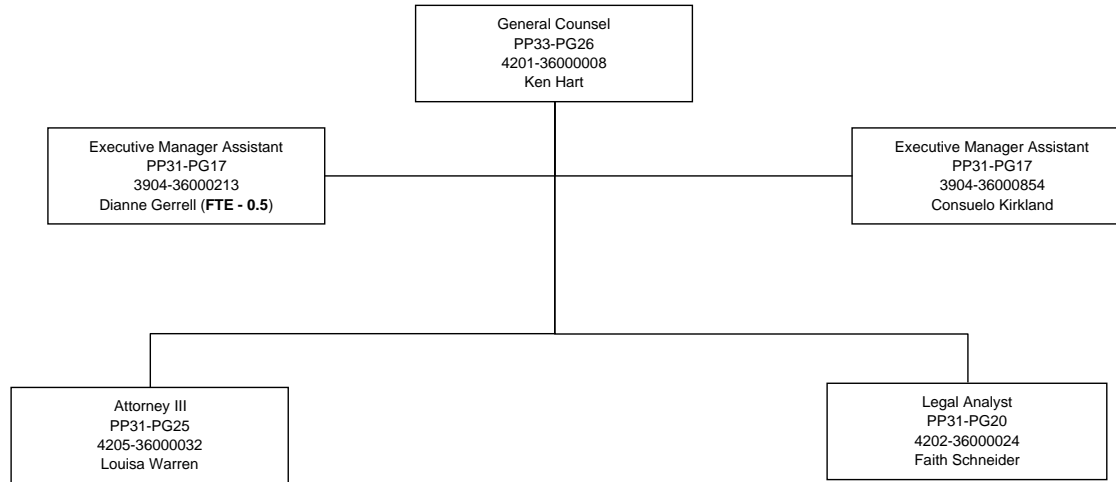 General Counsel
PP33-PG26
4201-36000008
Ken Hart
Executive Manager Assistant
PP31-PG17
3904-36000213
Dianne Gerrell (FTE - 0.5)
Executive Manager Assistant
PP31-PG17
3904-36000854
Consuelo Kirkland
Attorney III
PP31-PG25
4205-36000032
Louisa Warren
Legal Analyst
PP31-PG20
4202-36000024
Faith Schneider